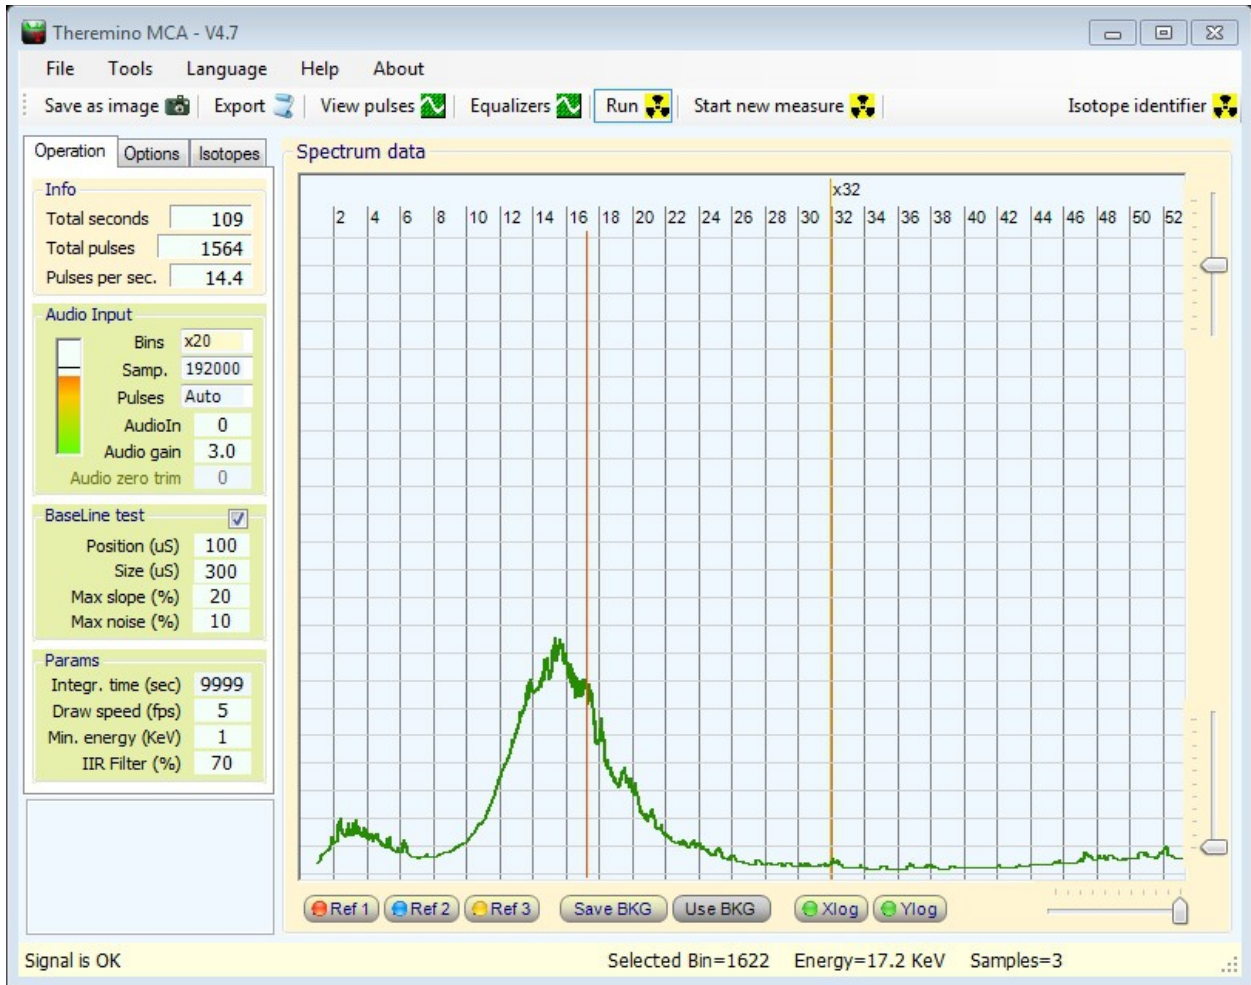 Theremino MCA - V4.7
File Tools Language Help About
Save as image Export View pulses Equalizers Run Start new measure Isotope identifier
Operation Options Isotopes
Spectrum data
Info
Total seconds 109
Total pulses 1564
Pulses per sec. 14.4
Audio Input
Bins x20
Samp. 192000
Pulses Auto
AudioIn 0
Audio gain 3.0
Audio zero trim 0
BaseLine test
Position (uS) 100
Size (uS) 300
Max slope (%) 20
Max noise (%) 10
Params
Integr. time (sec) 9999
Draw speed (fps) 5
Min. energy (KeV) 1
IIR Filter (%) 70
x32
2 4 6 8 10 12 14 16 18 20 22 24 26 28 30 32 34 36 38 40 42 44 46 48 50 52
Ref 1 Ref 2 Ref 3 Save BKG Use BKG Xlog Ylog
Signal is OK Selected Bin=1622 Energy=17.2 KeV Samples=3